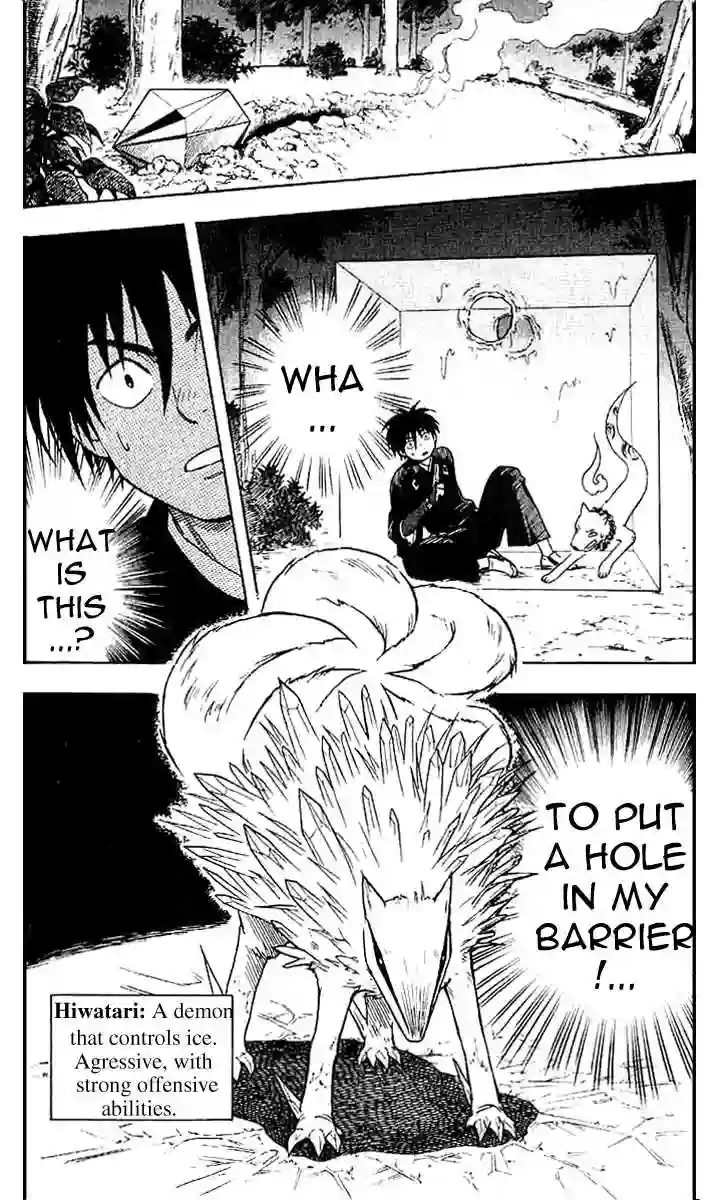 WHA
...
WHAT
IS
THIS
....?
TO PUT
A HOLE
IN MY
BARRIER
!...
Hiwatari: A demon
that controls ice.
Agressive, with
strong offensive
abilities.